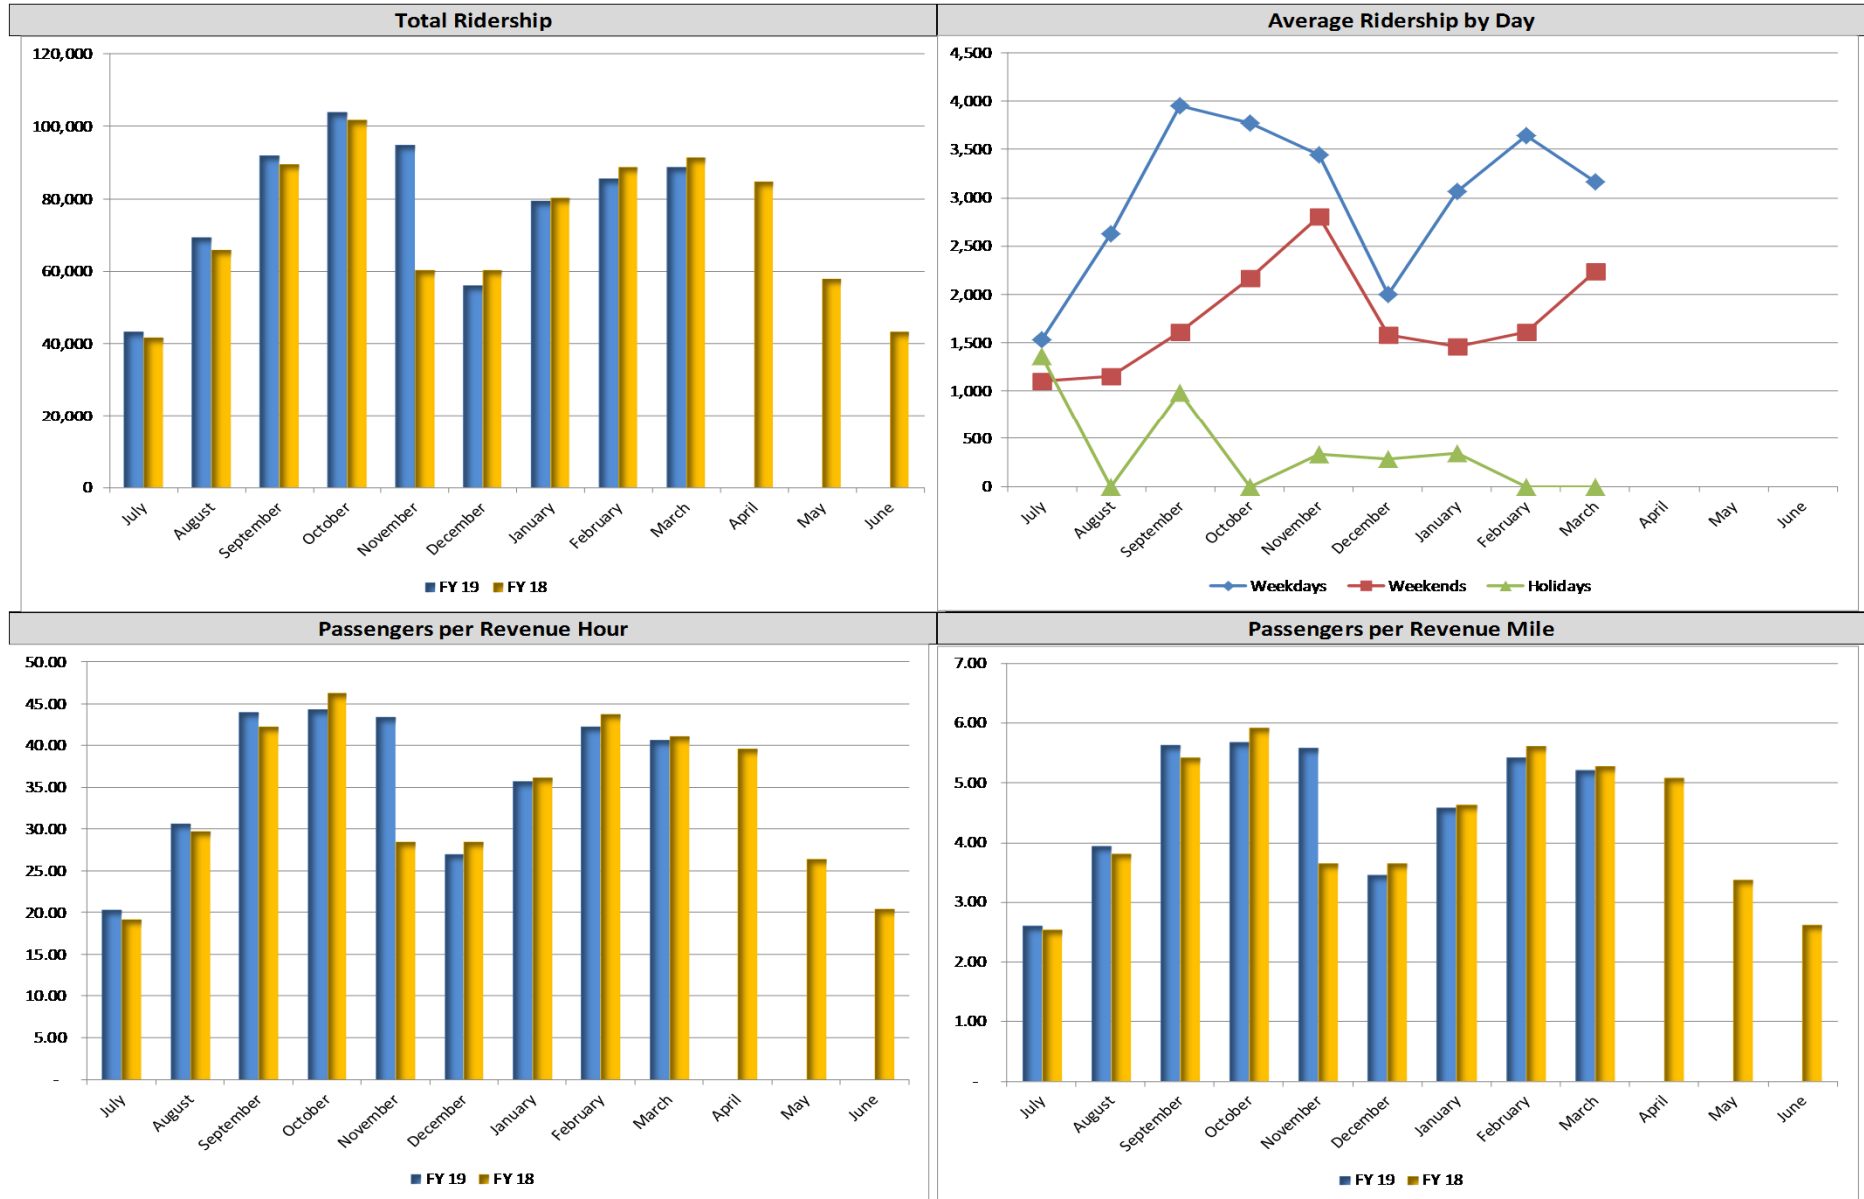 Total Ridership
120,000
100,000
80,000
60,000
40,000
20,000
0
July
August
September
October
November
December
January
February
March
April
May
June
FY 19
FY 18
Average Ridership by Day
4,500
4,000
3,500
3,000
2,500
2,000
1,500
1,000
500
0
July
August
September
October
November
December
January
February
March
April
May
June
Weekdays
Weekends
Holidays
Passengers per Revenue Hour
50.00
45.00
40.00
35.00
30.00
25.00
20.00
15.00
10.00
5.00
-
July
August
September
October
November
December
January
February
March
April
May
June
FY 19
FY 18
Passengers per Revenue Mile
7.00
6.00
5.00
4.00
3.00
2.00
1.00
-
July
August
September
October
November
December
January
February
March
April
May
June
FY 19
FY 18